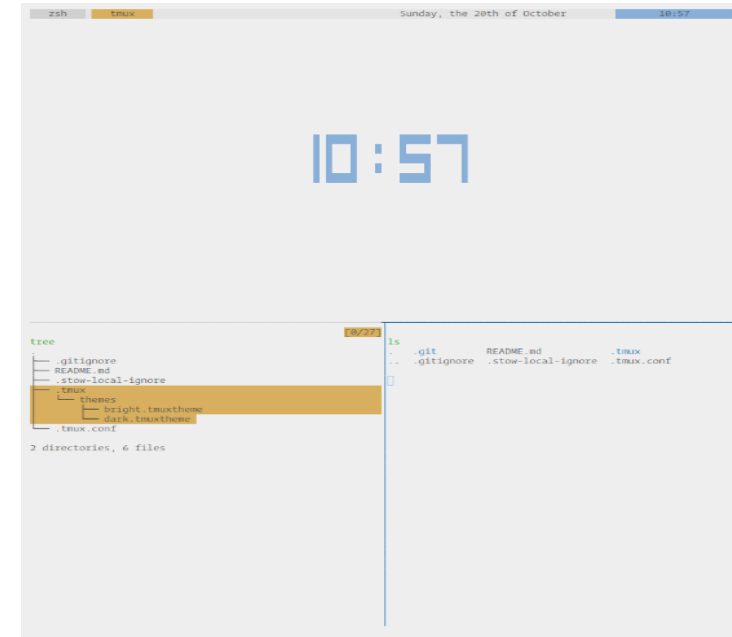 zsh tmux Sunday, the 20th of October 10:57
10:57
[0/27]
tree
.
├── .gitignore
├── README.md
├── .stow-local-ignore
├── .tmux
│   └── themes
│       ├── bright.tmuxtheme
│       └── dark.tmuxtheme
└── .tmux.conf
2 directories, 6 files
ls
. .git README.md .tmux
.. .gitignore .stow-local-ignore .tmux.conf